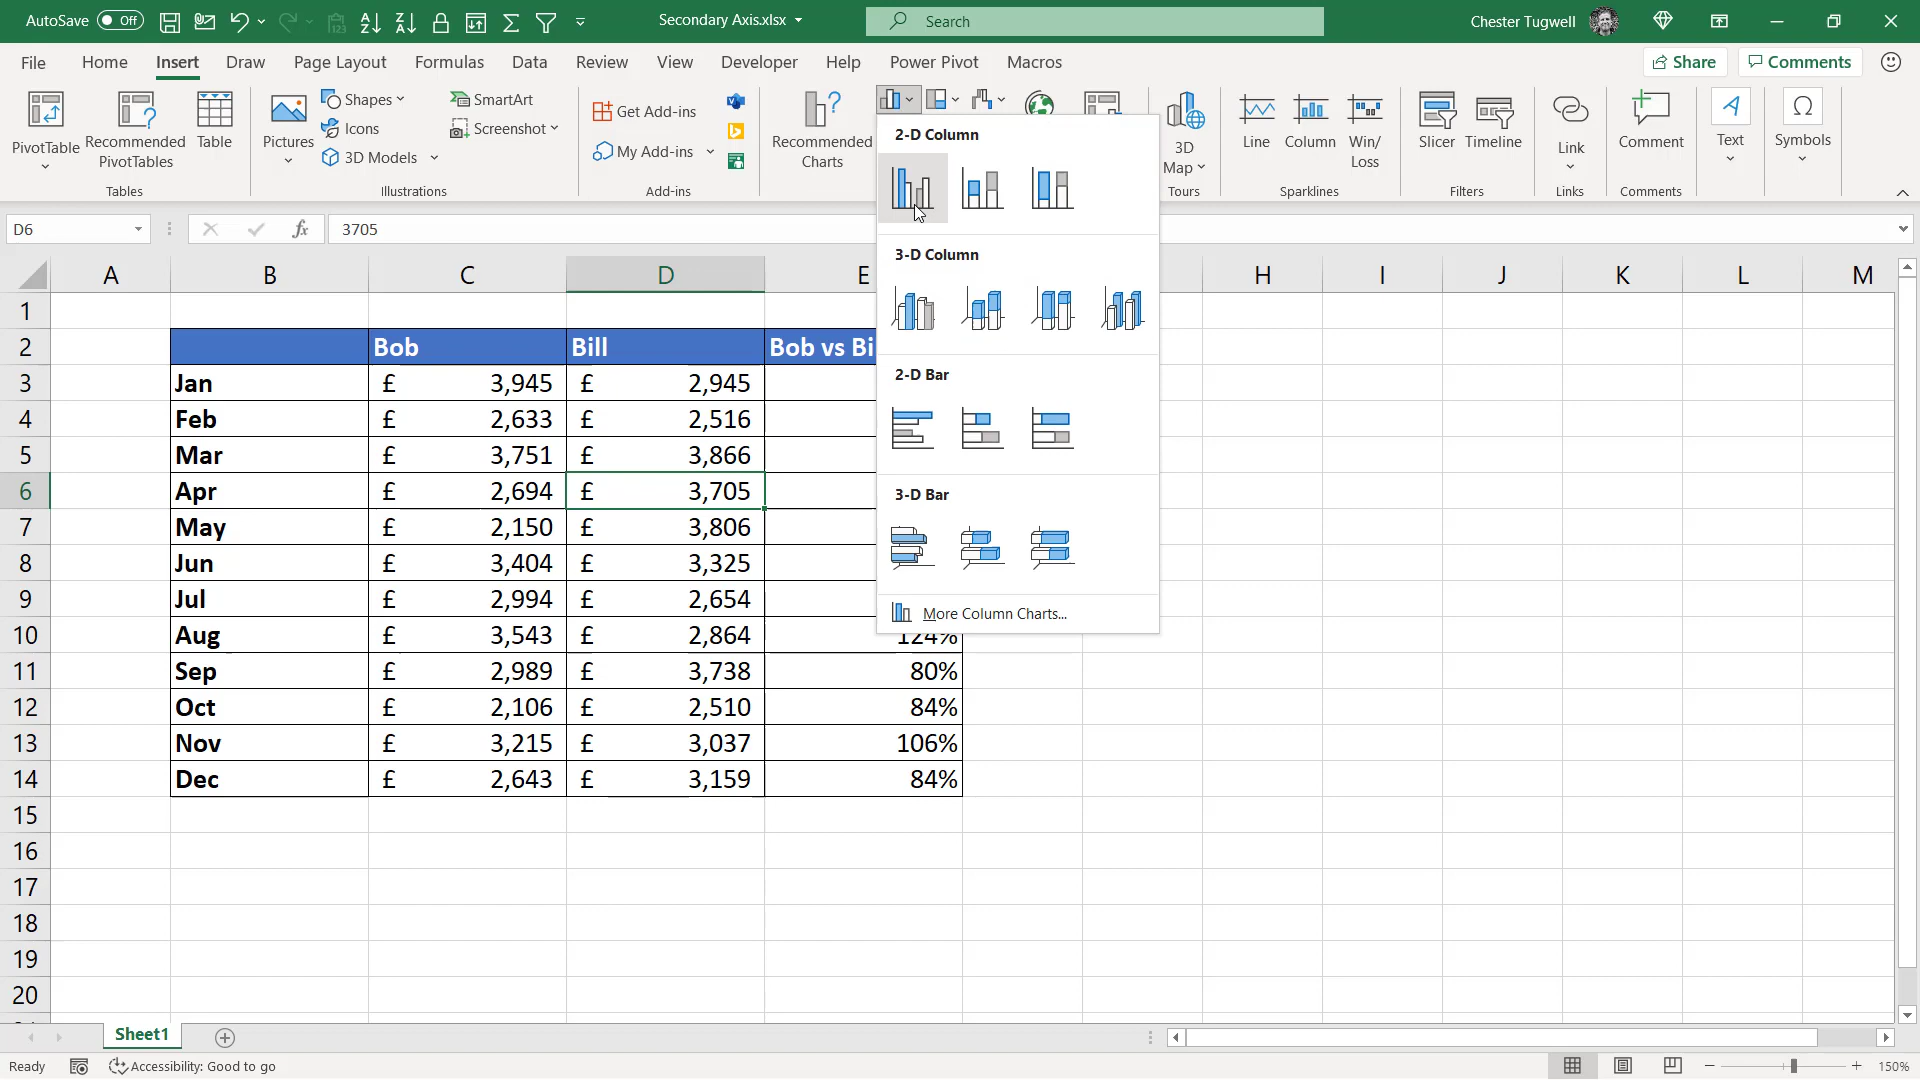 AutoSave Off Secondary Axis.xlsx Search Chester Tugwell
File Home Insert Draw Page Layout Formulas Data Review View Developer Help Power Pivot Macros Share Comments
PivotTable Recommended PivotTables Table
Tables
Pictures Shapes Icons 3D Models SmartArt Screenshot
Illustrations
Get Add-ins
My Add-ins
Add-ins
Recommended Charts
3D Map
Tours
Line Column Win/Loss
Sparklines
Slicer Timeline
Filters
Link
Links
Comment
Comments
Text
Symbols
D6 fx 3705
2-D Column
3-D Column
2-D Bar
3-D Bar
More Column Charts...
A B C D E H I J K L M
1
2 Bob Bill Bob vs Bi
3 Jan £ 3,945 £ 2,945
4 Feb £ 2,633 £ 2,516
5 Mar £ 3,751 £ 3,866
6 Apr £ 2,694 £ 3,705
7 May £ 2,150 £ 3,806
8 Jun £ 3,404 £ 3,325
9 Jul £ 2,994 £ 2,654
10 Aug £ 3,543 £ 2,864 124%
11 Sep £ 2,989 £ 3,738 80%
12 Oct £ 2,106 £ 2,510 84%
13 Nov £ 3,215 £ 3,037 106%
14 Dec £ 2,643 £ 3,159 84%
15
16
17
18
19
20
Sheet1
Ready Accessibility: Good to go 150%